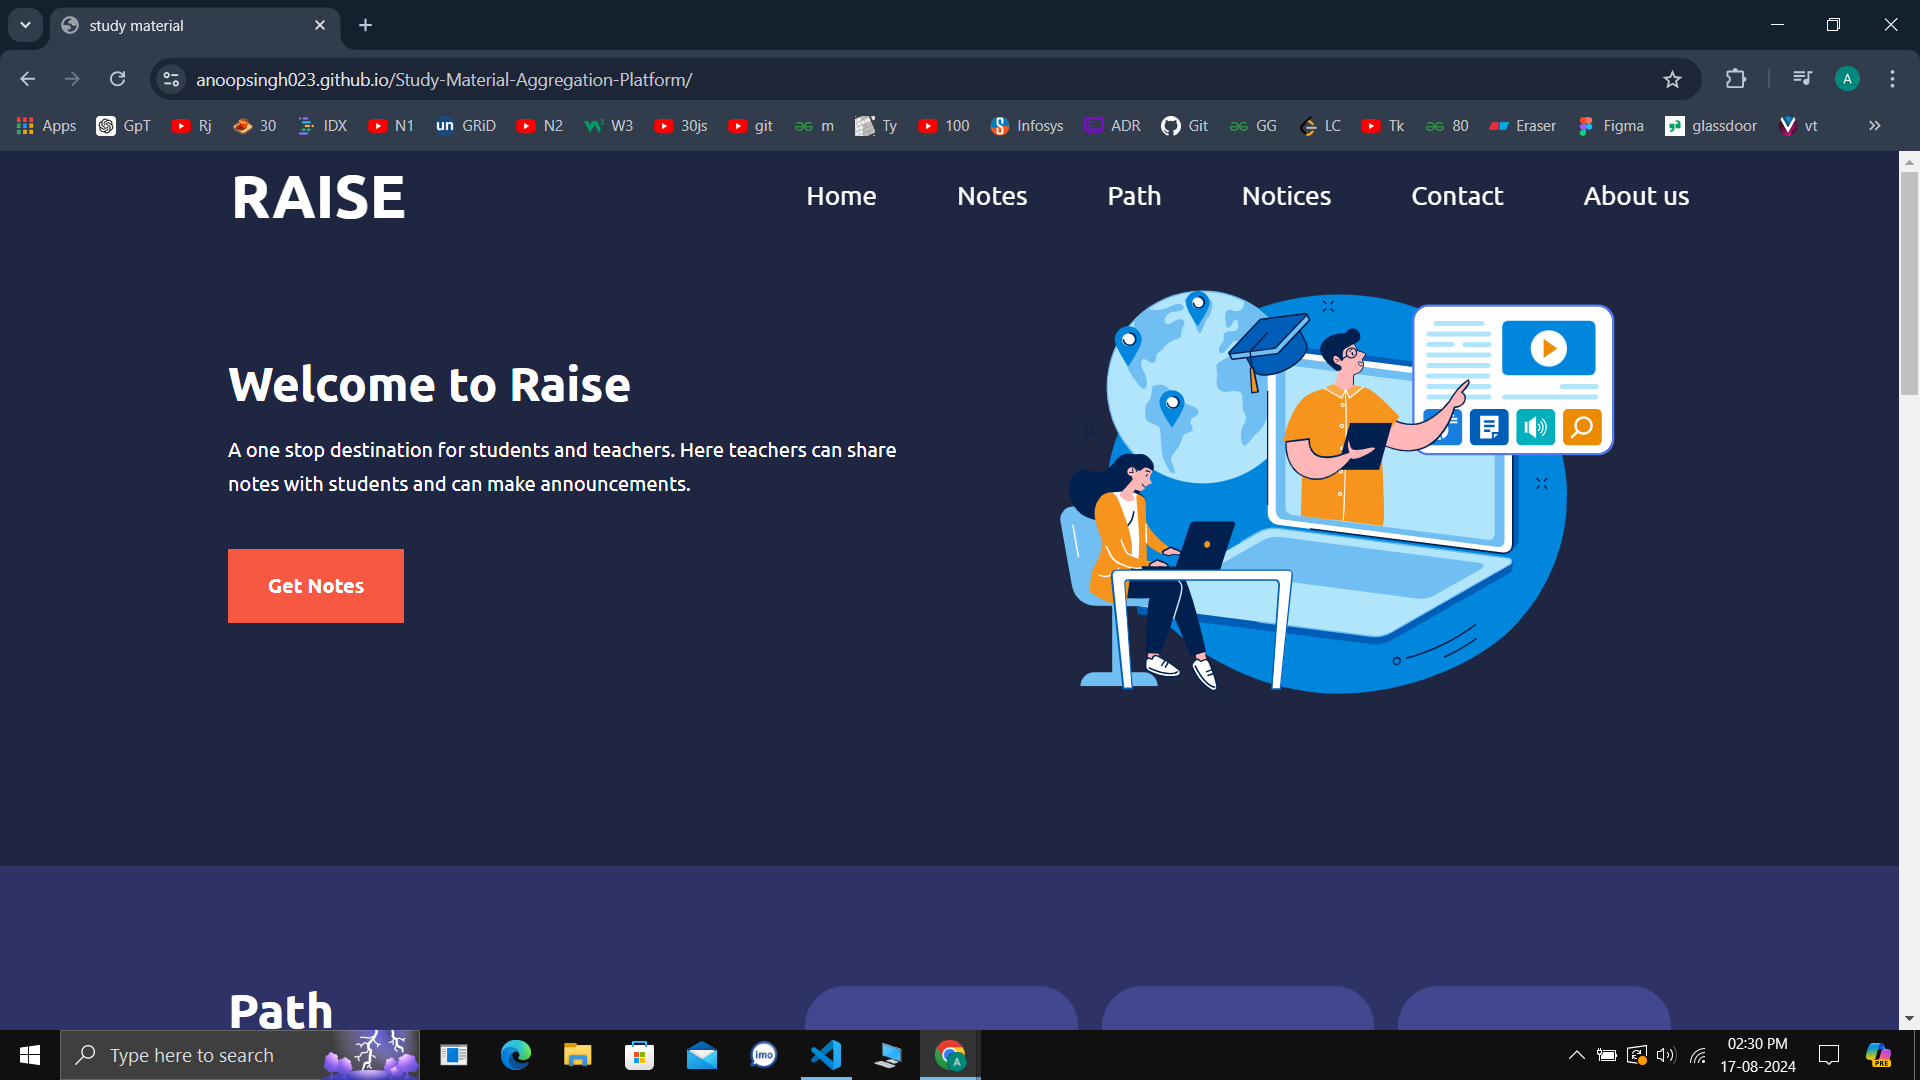 study material
anoopsingh023.github.io/Study-Material-Aggregation-Platform/
A
Apps GpT Rj 30 IDX N1 un GRiD N2 W3 30js git m Ty 100 Infosys ADR Git GG LC Tk 80 Eraser Figma glassdoor vt
RAISE Home Notes Path Notices Contact About us
Welcome to Raise
A one stop destination for students and teachers. Here teachers can share
notes with students and can make announcements.
Get Notes
Path
Type here to search
imo
A
02:30 PM
17-08-2024
PRE